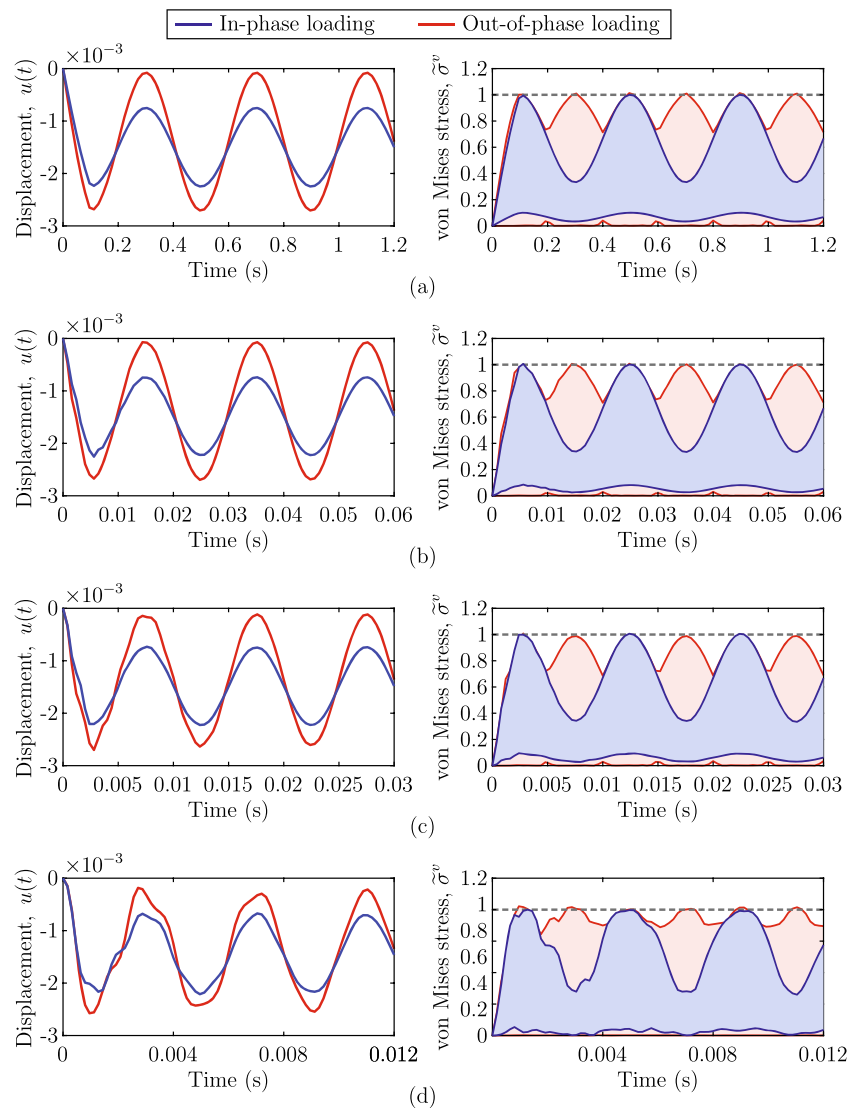 In-phase loading Out-of-phase loading
×10⁻³
Displacement, u(t)
0
-1
-2
-3
0 0.2 0.4 0.6 0.8 1 1.2
Time (s)
von Mises stress, σ̃ᵛ
1.2
1
0.8
0.6
0.4
0.2
0
0 0.2 0.4 0.6 0.8 1 1.2
Time (s)
(a)
×10⁻³
Displacement, u(t)
0
-1
-2
-3
0 0.01 0.02 0.03 0.04 0.05 0.06
Time (s)
von Mises stress, σ̃ᵛ
1.2
1
0.8
0.6
0.4
0.2
0
0 0.01 0.02 0.03 0.04 0.05 0.06
Time (s)
(b)
×10⁻³
Displacement, u(t)
0
-1
-2
-3
0 0.005 0.01 0.015 0.02 0.025 0.03
Time (s)
von Mises stress, σ̃ᵛ
1.2
1
0.8
0.6
0.4
0.2
0
0 0.005 0.01 0.015 0.02 0.025 0.03
Time (s)
(c)
×10⁻³
Displacement, u(t)
0
-1
-2
-3
0 0.004 0.008 0.012
Time (s)
von Mises stress, σ̃ᵛ
1.2
1
0.8
0.6
0.4
0.2
0
0.004 0.008 0.012
Time (s)
(d)